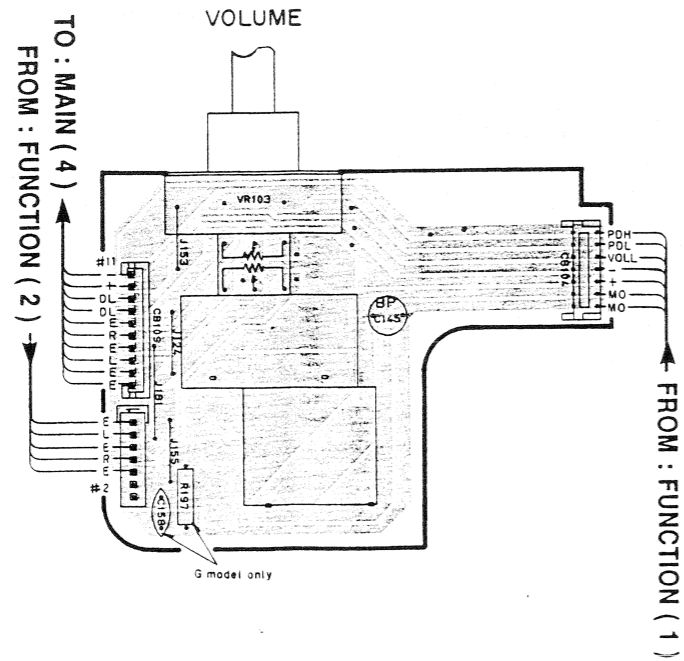 VOLUME
TO : MAIN ( 4 )
FROM : FUNCTION ( 2 )
VR103
J153
#11
-
+
DL
DL
E
R
E
L
E
E
CB109
J124
J181
BP
C145
CB104
PDH
PDL
VOLL
-
+
MO
MO
FROM : FUNCTION ( 1 )
E
L
E
R
E
#2
J155
C158
R197
G model only